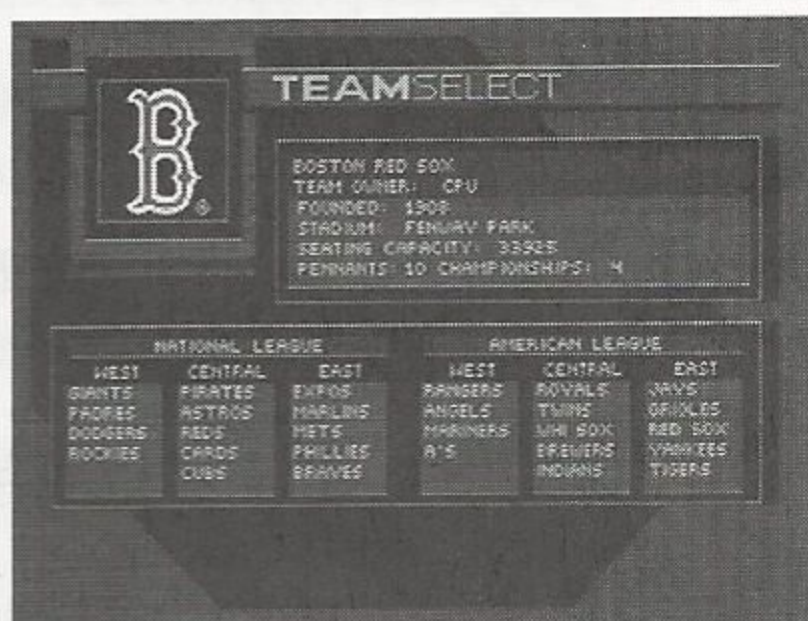 B
®
TEAMSELECT
BOSTON RED SOX
TEAM OWNER: CPU
FOUNDED: 1908
STADIUM: FENWAY PARK
SEATING CAPACITY: 33925
PENNANTS: 10 CHAMPIONSHIPS: 4
NATIONAL LEAGUE AMERICAN LEAGUE
WEST CENTRAL EAST WEST CENTRAL EAST
GIANTS PIRATES EXPOS RANGERS ROYALS JAYS
PADRES ASTROS MARLINS ANGELS TWINS ORIOLES
DODGERS REDS METS MARINERS WHI SOX RED SOX
ROCKIES CARDS PHILLIES A'S BREWERS YANKEES
CUBS BRAVES INDIANS TIGERS